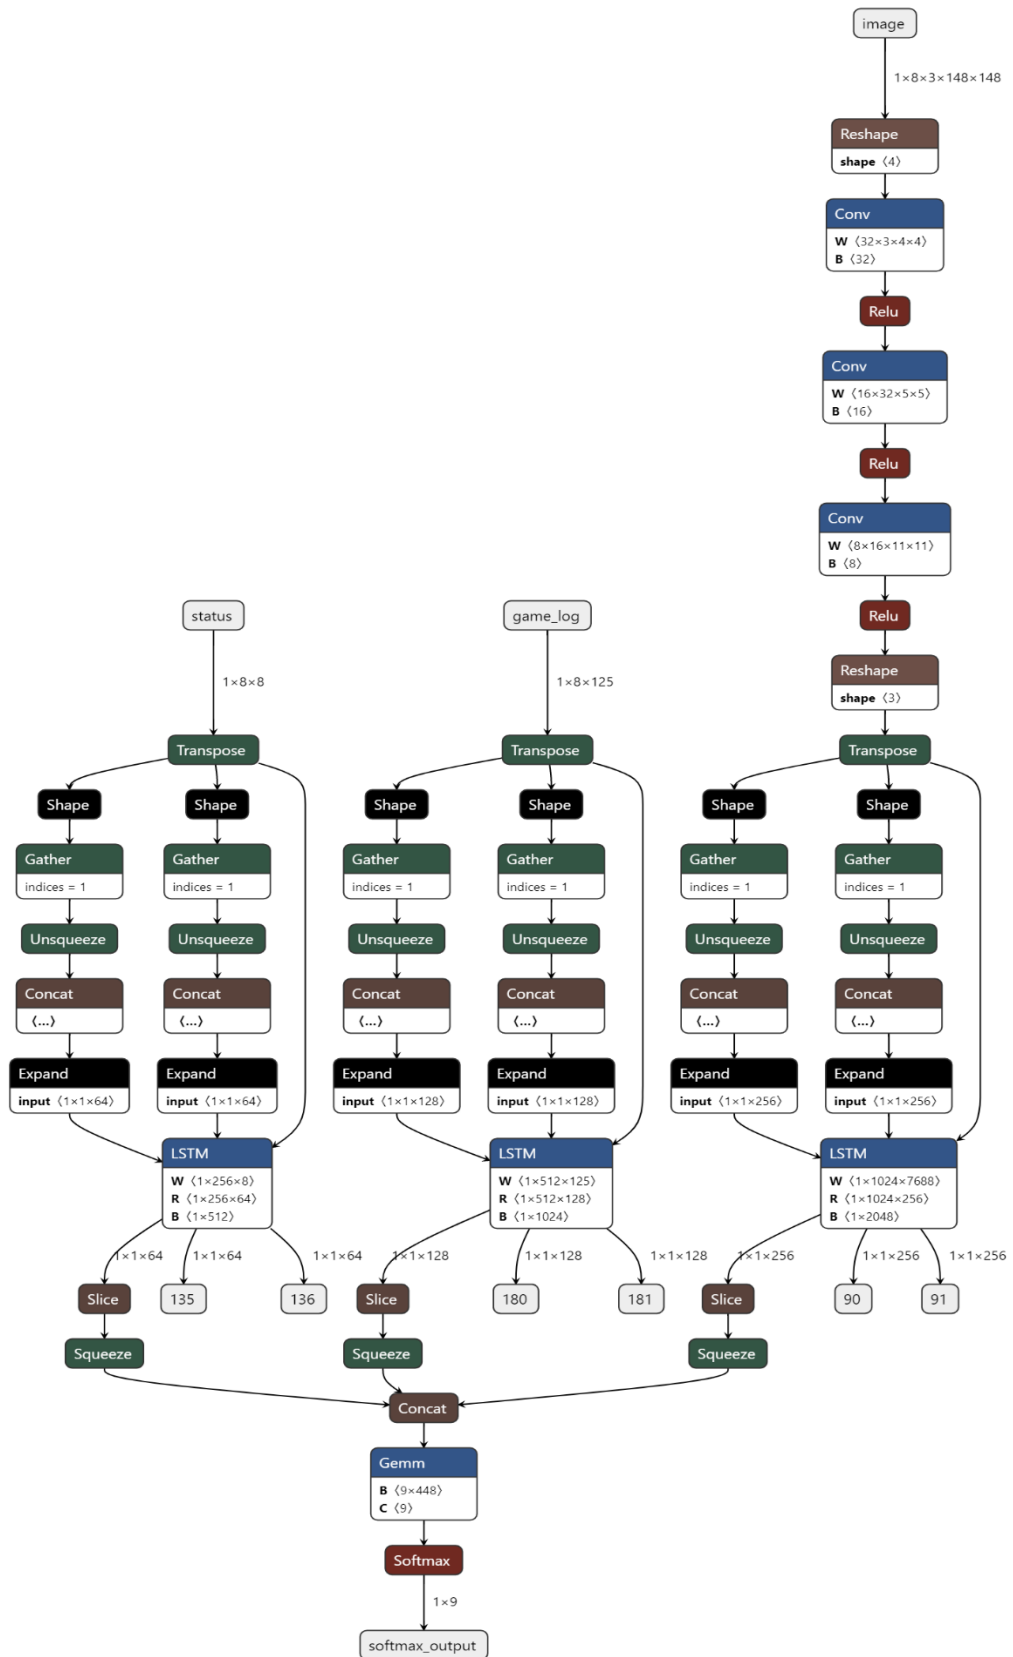 image
1×8×3×148×148
Reshape
shape ⟨4⟩
Conv
W ⟨32×3×4×4⟩
B ⟨32⟩
Relu
Conv
W ⟨16×32×5×5⟩
B ⟨16⟩
Relu
Conv
W ⟨8×16×11×11⟩
B ⟨8⟩
status game_log Relu
1×8×8 1×8×125 Reshape
shape ⟨3⟩
Transpose Transpose Transpose
Shape Shape Shape Shape Shape Shape
Gather Gather Gather Gather Gather Gather
indices = 1 indices = 1 indices = 1 indices = 1 indices = 1 indices = 1
Unsqueeze Unsqueeze Unsqueeze Unsqueeze Unsqueeze Unsqueeze
Concat Concat Concat Concat Concat Concat
⟨...⟩ ⟨...⟩ ⟨...⟩ ⟨...⟩ ⟨...⟩ ⟨...⟩
Expand Expand Expand Expand Expand Expand
input ⟨1×1×64⟩ input ⟨1×1×64⟩ input ⟨1×1×128⟩ input ⟨1×1×128⟩ input ⟨1×1×256⟩ input ⟨1×1×256⟩
LSTM LSTM LSTM
W ⟨1×256×8⟩ W ⟨1×512×125⟩ W ⟨1×1024×7688⟩
R ⟨1×256×64⟩ R ⟨1×512×128⟩ R ⟨1×1024×256⟩
B ⟨1×512⟩ B ⟨1×1024⟩ B ⟨1×2048⟩
1×1×64 1×1×64 1×1×64 1×1×128 1×1×128 1×1×128 1×1×256 1×1×256 1×1×256
Slice 135 136 Slice 180 181 Slice 90 91
Squeeze Squeeze Squeeze
Concat
Gemm
B ⟨9×448⟩
C ⟨9⟩
Softmax
1×9
softmax_output